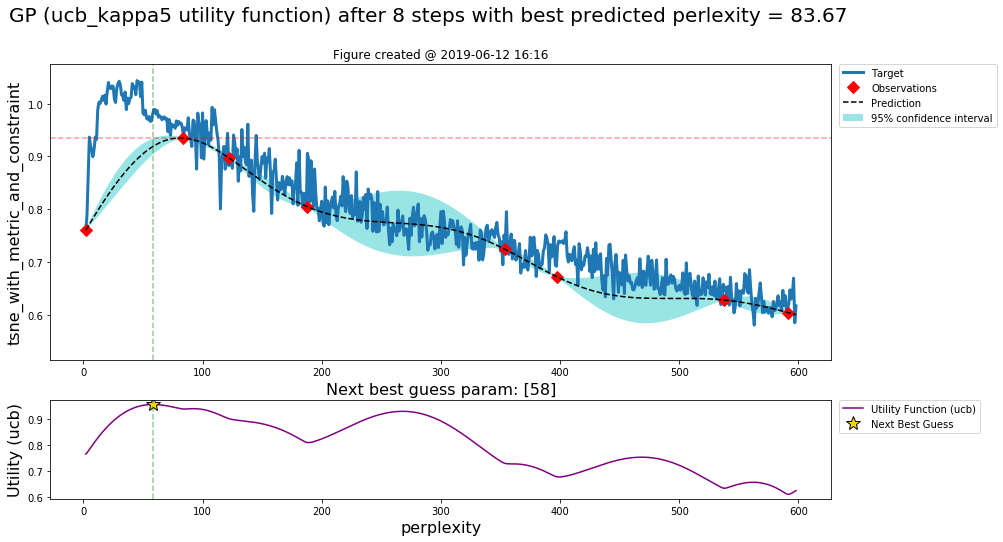 GP (ucb_kappa5 utility function) after 8 steps with best predicted perlexity = 83.67
Figure created @ 2019-06-12 16:16
tsne_with_metric_and_constraint
1.0
0.9
0.8
0.7
0.6
0
100
200
300
400
500
600
Target
Observations
Prediction
95% confidence interval
Next best guess param: [58]
Utility (ucb)
0.9
0.8
0.7
0.6
0
100
200
300
400
500
600
perplexity
Utility Function (ucb)
Next Best Guess